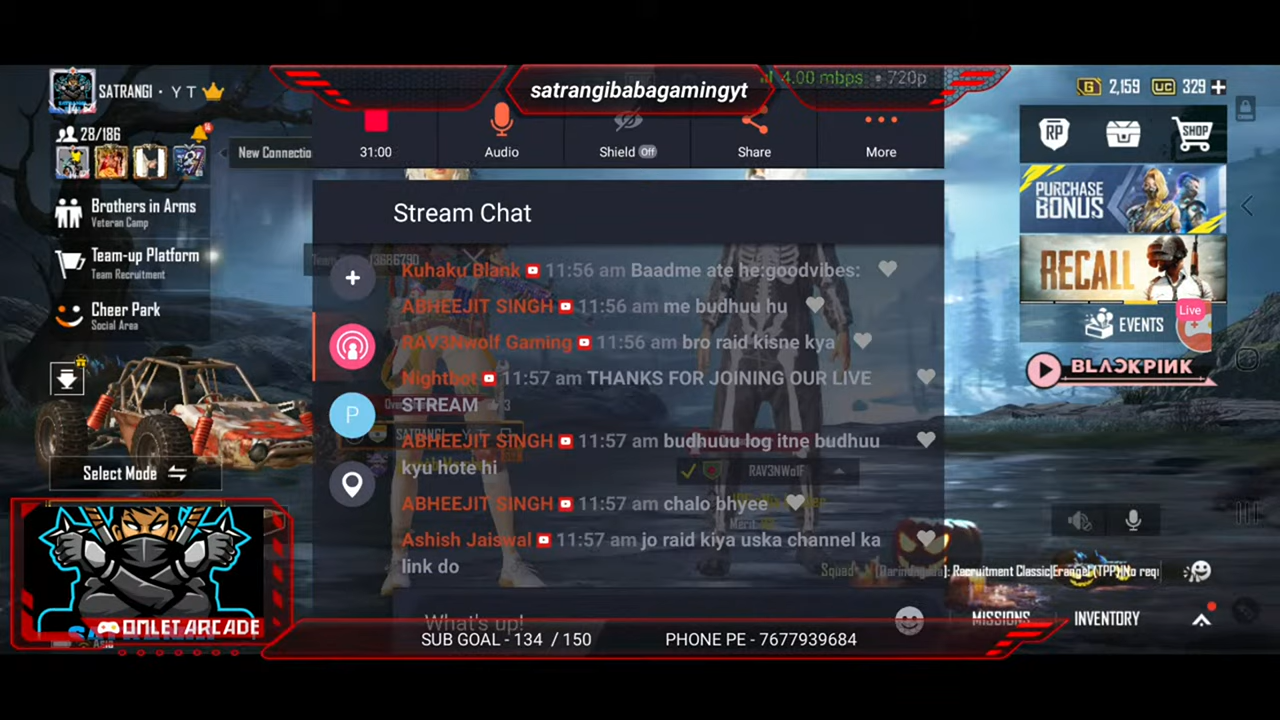 satrangibabagamingyt
4.00 mbps • 720p
SATRANGI • Y T
28/186
New Connectio
31:00
Audio
Shield Off
Share
More
G 2,159 UC 329 +
RP
SHOP
PURCHASE
BONUS
RECALL
Live
EVENTS
BLACKPINK
Brothers in Arms
Veteran Camp
Team-up Platform
Team Recruitment
Cheer Park
Social Area
Select Mode
Stream Chat
Kuhaku Blank 11:56 am Baadme ate he:goodvibes:
ABHEEJIT SINGH 11:56 am me budhuu hu
RAV3Nwolf Gaming 11:56 am bro raid kisne kya
Nightbot 11:57 am THANKS FOR JOINING OUR LIVE
STREAM
P
ABHEEJIT SINGH 11:57 am budhuuu log itne budhuu
kyu hote hi
RAV3NWolF
ABHEEJIT SINGH 11:57 am chalo bhyee
Ashish Jaiswal 11:57 am jo raid kiya uska channel ka
link do
Recruitment Classic|Erangel (TPP)|No requ
What's up!
MISSIONS
INVENTORY
OMLET ARCADE
SUB GOAL - 134 / 150
PHONE PE - 7677939684